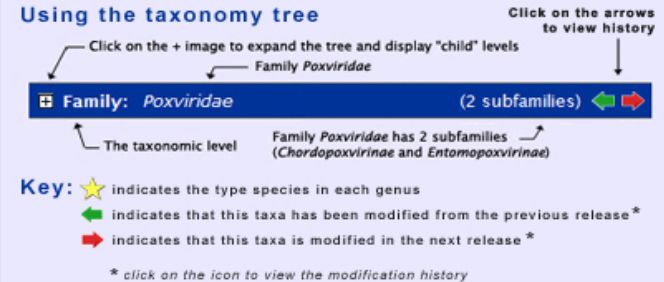 Using the taxonomy tree
Click on the arrows
to view history
Click on the + image to expand the tree and display "child" levels
Family Poxviridae
Family: Poxviridae (2 subfamilies)
The taxonomic level
Family Poxviridae has 2 subfamilies
(Chordopoxvirinae and Entomopoxvirinae)
Key: indicates the type species in each genus
indicates that this taxa has been modified from the previous release*
indicates that this taxa is modified in the next release *
* click on the icon to view the modification history